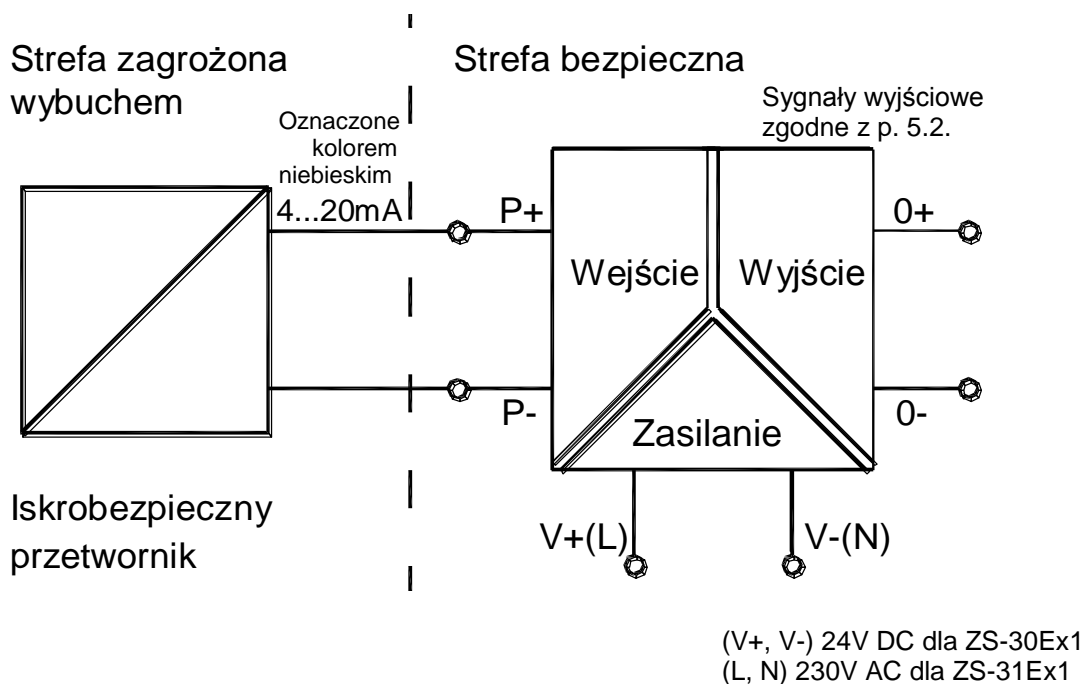 Strefa zagrożona
wybuchem
Strefa bezpieczna
Oznaczone
kolorem
niebieskim
4...20mA
Sygnały wyjściowe
zgodne z p. 5.2.
P+
0+
Wejście
Wyjście
P-
0-
Zasilanie
Iskrobezpieczny
przetwornik
V+(L)
V-(N)
(V+, V-) 24V DC dla ZS-30Ex1
(L, N) 230V AC dla ZS-31Ex1